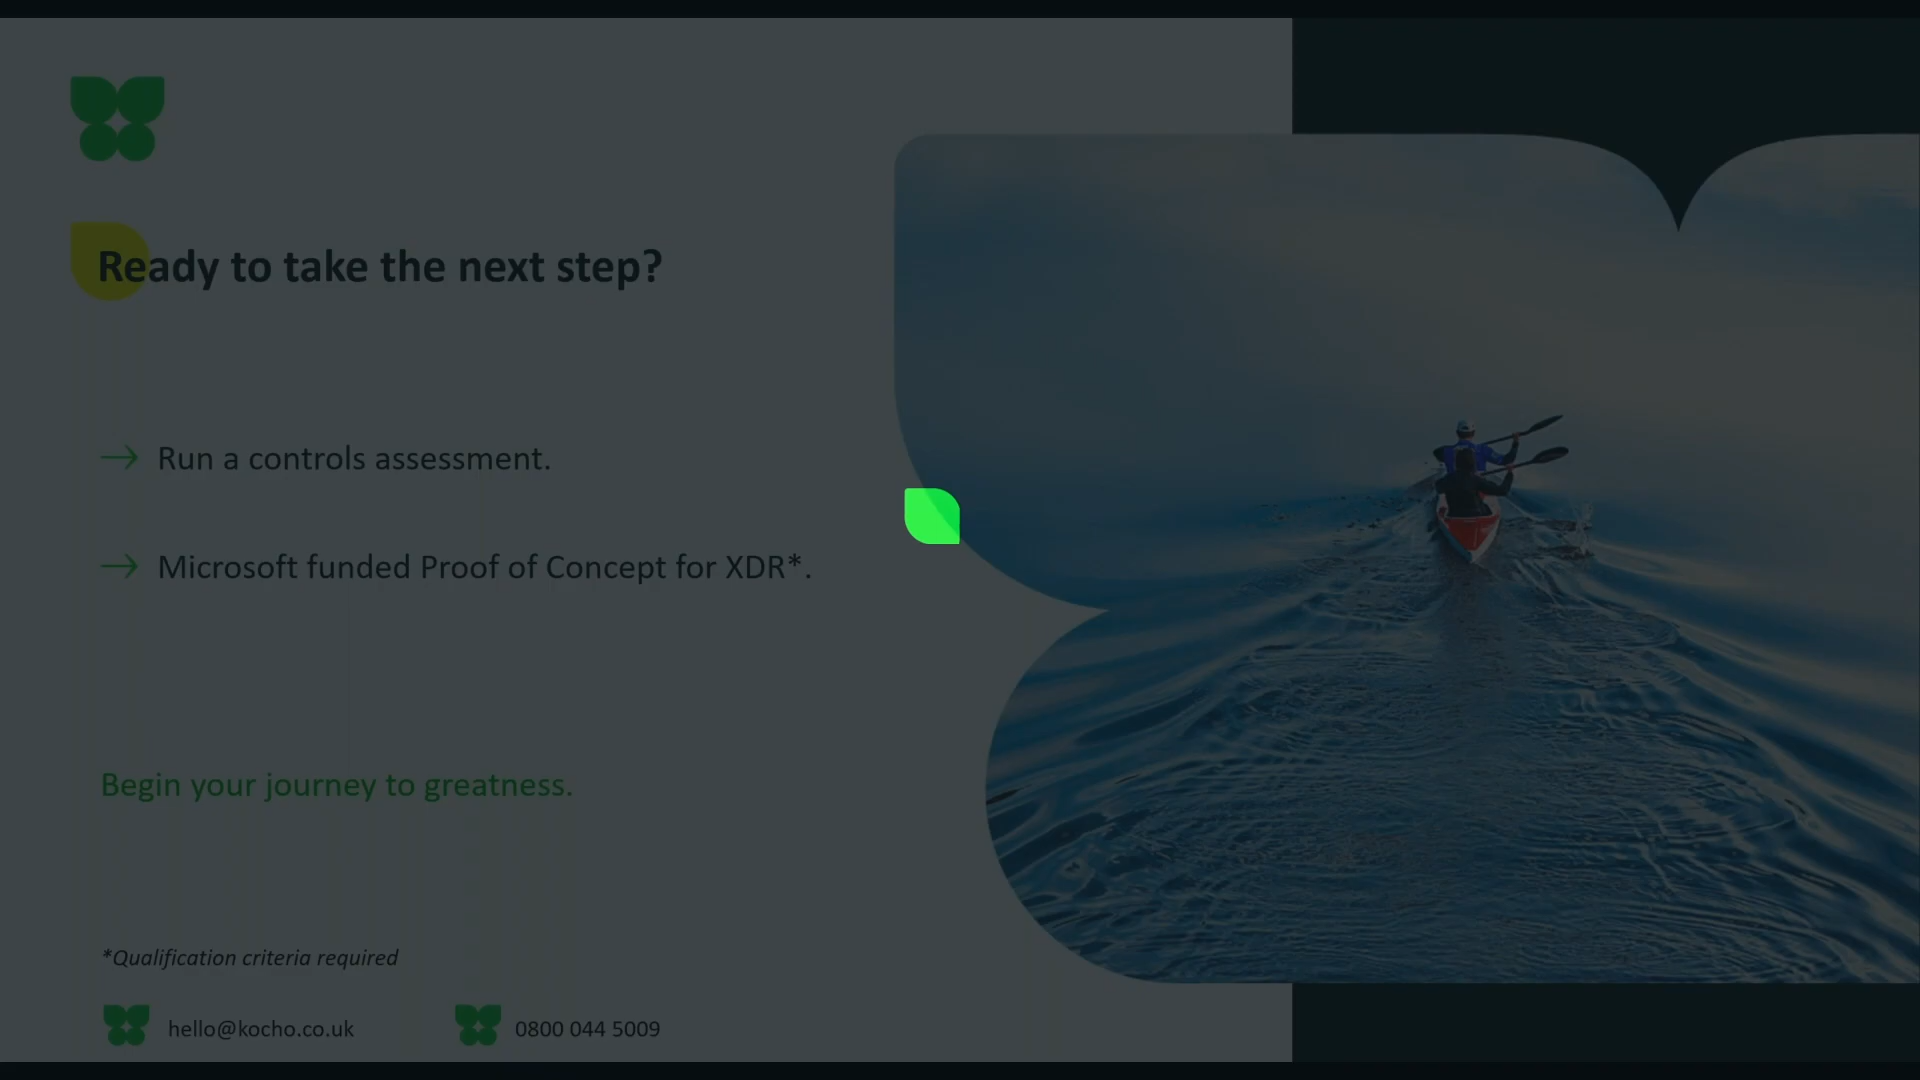 Ready to take the next step?
Run a controls assessment.
Microsoft funded Proof of Concept for XDR*.
Begin your journey to greatness.
*Qualification criteria required
hello@kocho.co.uk
0800 044 5009